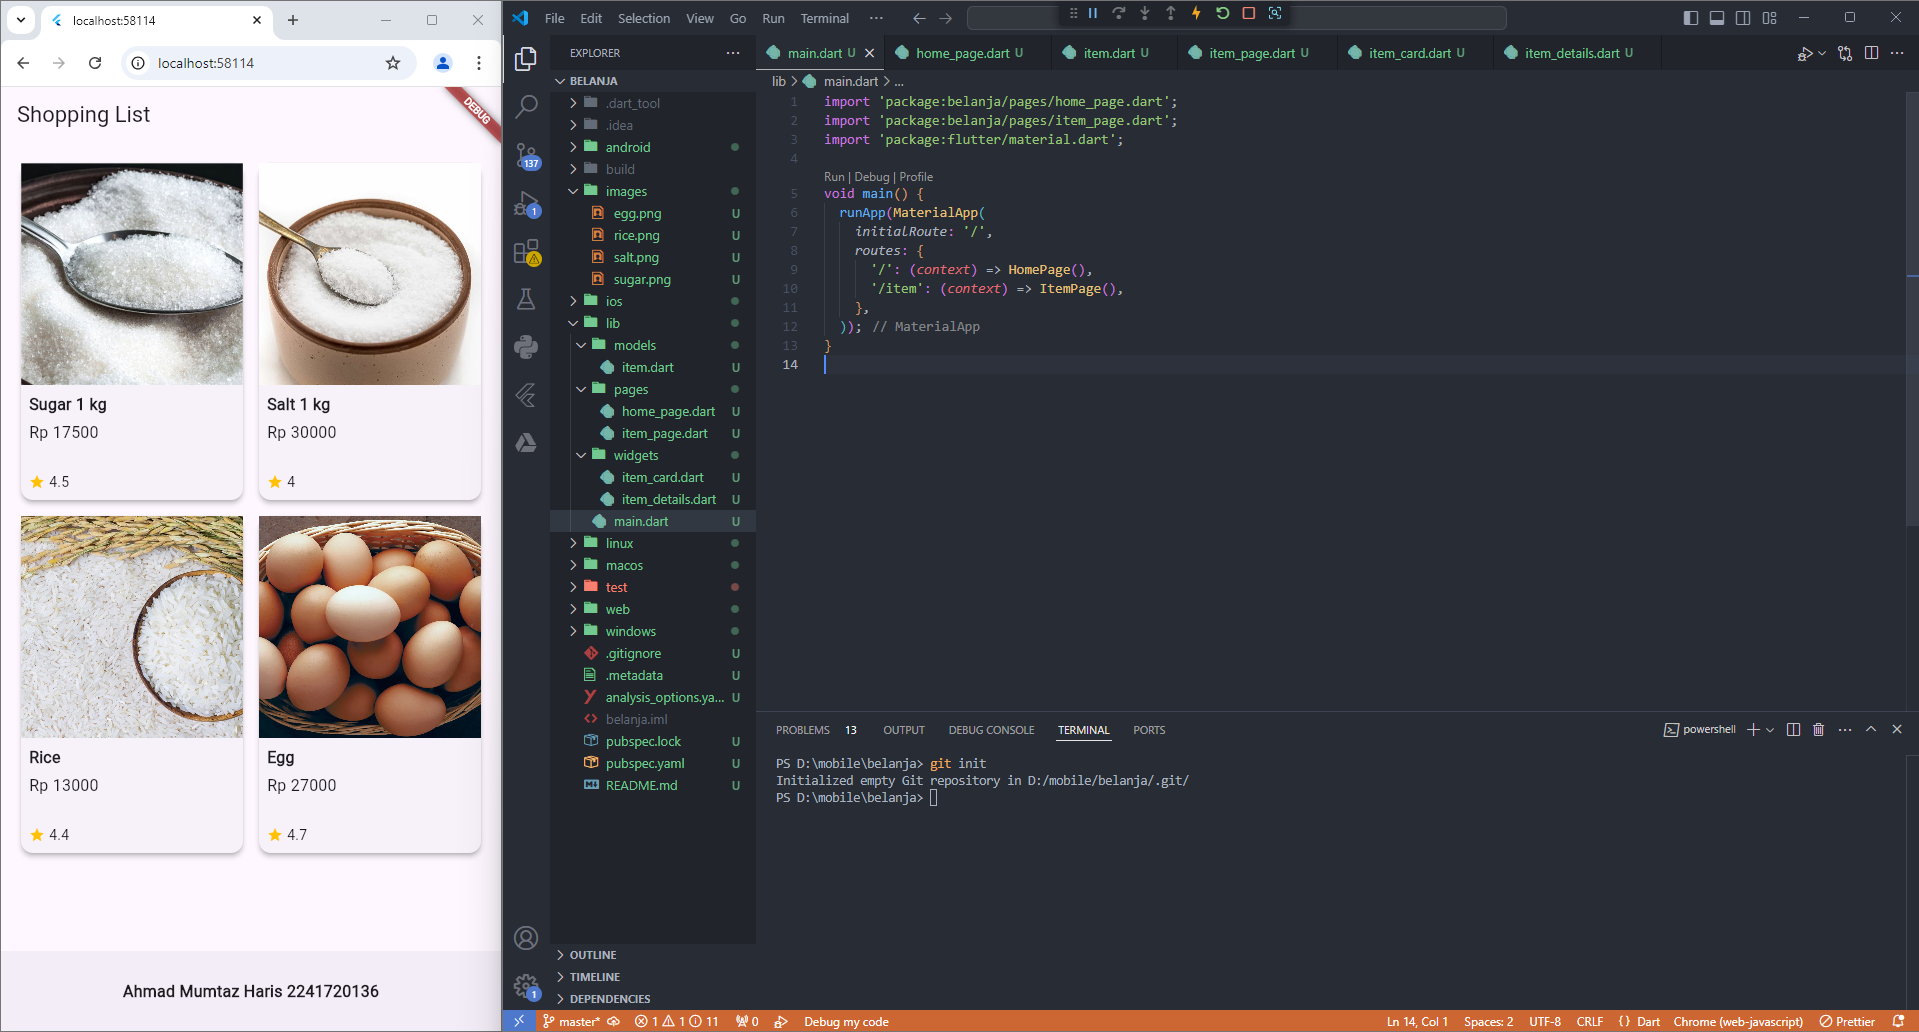 localhost:58114
localhost:58114
Shopping List
DEBUG
Sugar 1 kg
Rp 17500
4.5
Salt 1 kg
Rp 30000
4
Rice
Rp 13000
4.4
Egg
Rp 27000
4.7
Ahmad Mumtaz Haris 2241720136
File Edit Selection View Go Run Terminal ···
EXPLORER ···
BELANJA
.dart_tool
.idea
android
build
images
egg.png U
rice.png U
salt.png U
sugar.png U
ios
lib
models
item.dart U
pages
home_page.dart U
item_page.dart U
widgets
item_card.dart U
item_details.dart U
main.dart U
linux
macos
test
web
windows
.gitignore U
.metadata U
analysis_options.ya... U
belanja.iml
pubspec.lock U
pubspec.yaml U
README.md U
OUTLINE
TIMELINE
DEPENDENCIES
137
1
1
main.dart U home_page.dart U item.dart U item_page.dart U item_card.dart U item_details.dart U
lib > main.dart > ...
1 import 'package:belanja/pages/home_page.dart';
2 import 'package:belanja/pages/item_page.dart';
3 import 'package:flutter/material.dart';
4
Run | Debug | Profile
5 void main() {
6 runApp(MaterialApp(
7 initialRoute: '/',
8 routes: {
9 '/': (context) => HomePage(),
10 '/item': (context) => ItemPage(),
11 },
12 )); // MaterialApp
13 }
14
PROBLEMS 13 OUTPUT DEBUG CONSOLE TERMINAL PORTS
powershell
PS D:\mobile\belanja> git init
Initialized empty Git repository in D:/mobile/belanja/.git/
PS D:\mobile\belanja>
master* 1 1 11 0 Debug my code
Ln 14, Col 1 Spaces: 2 UTF-8 CRLF {} Dart Chrome (web-javascript) Prettier